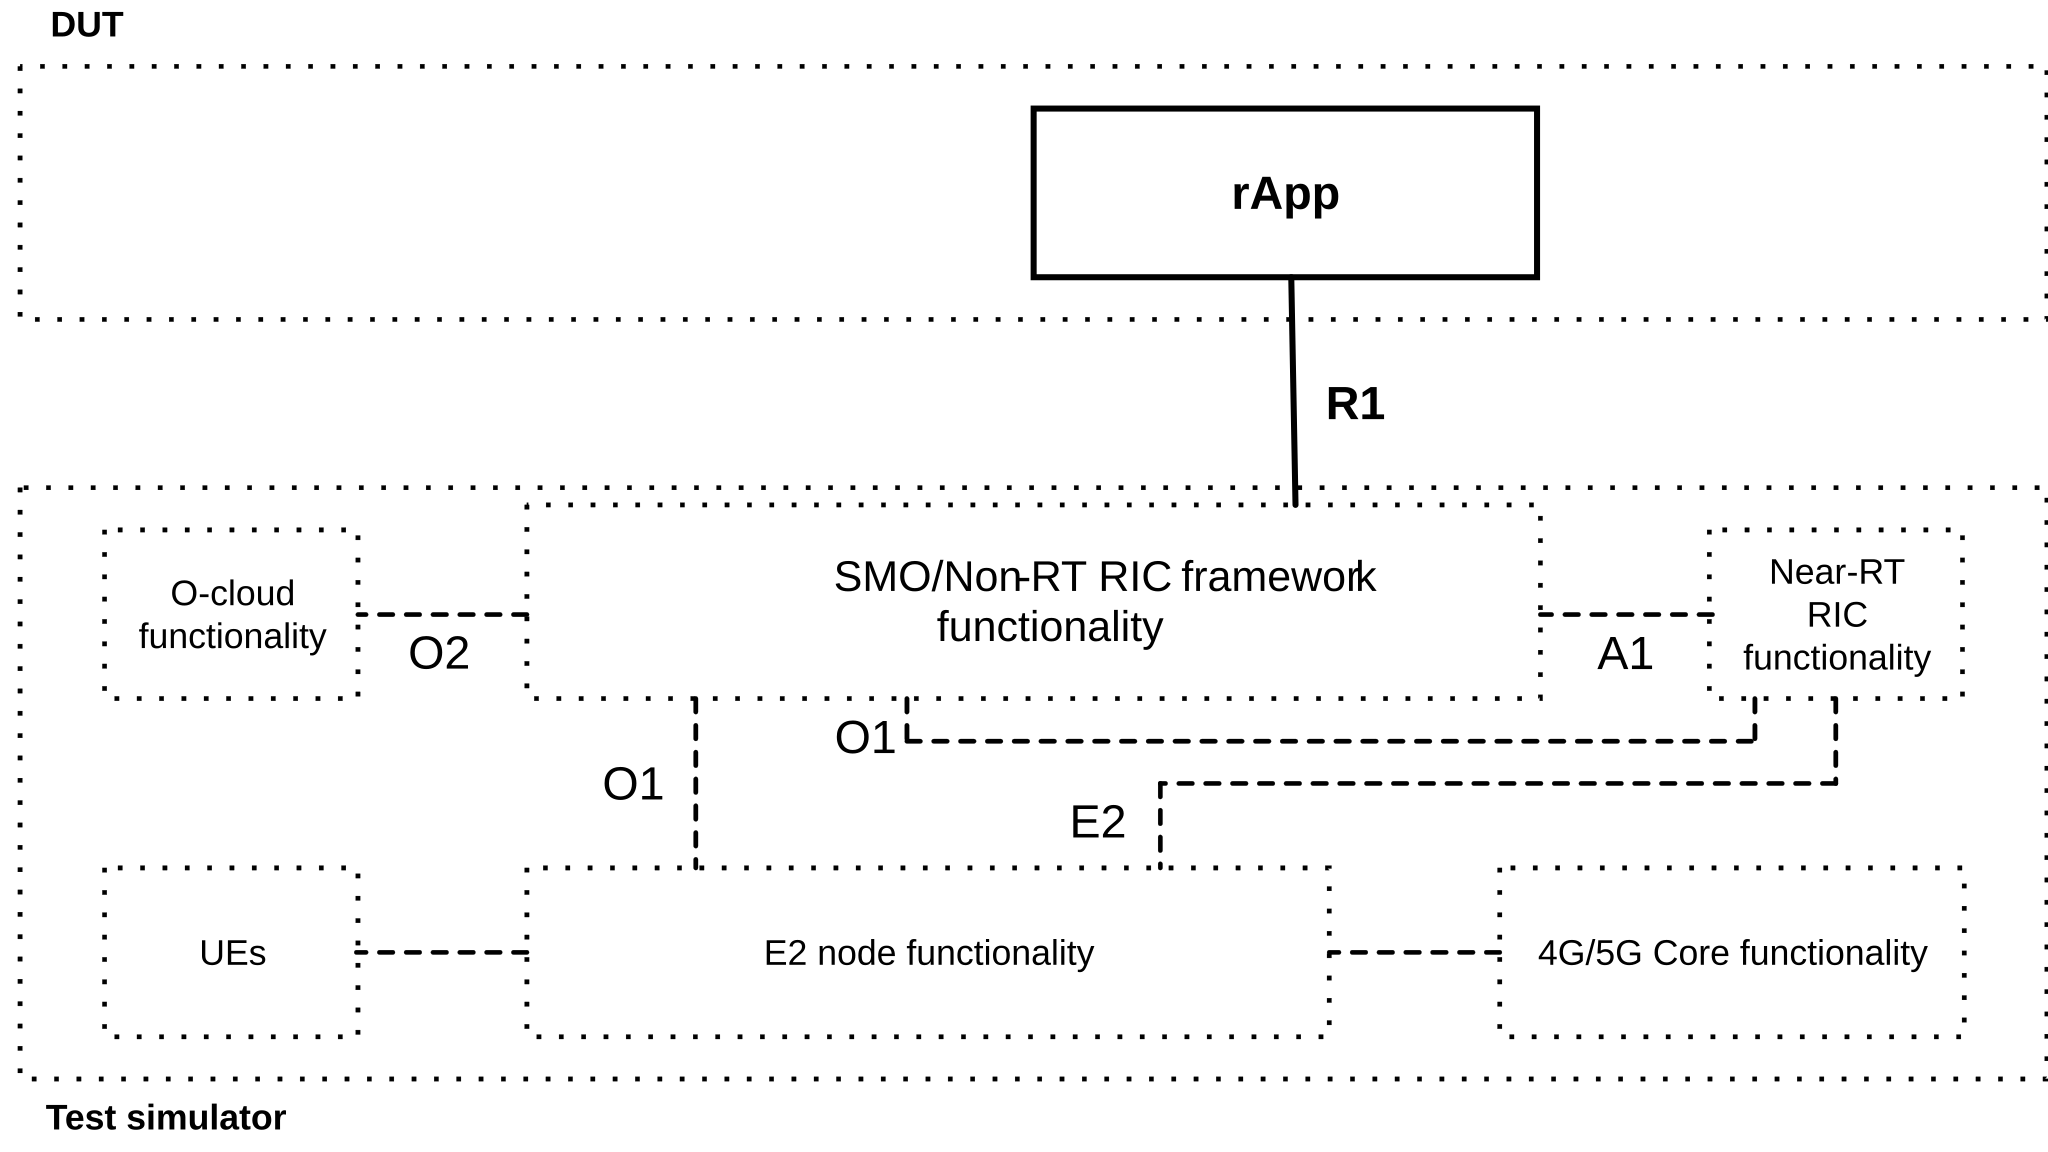 DUT
rApp
R1
SMO/Non-RT RIC framework
functionality
O-cloud
functionality
O2
A1
Near-RT
RIC
functionality
O1
O1
E2
UEs
E2 node functionality
4G/5G Core functionality
Test simulator